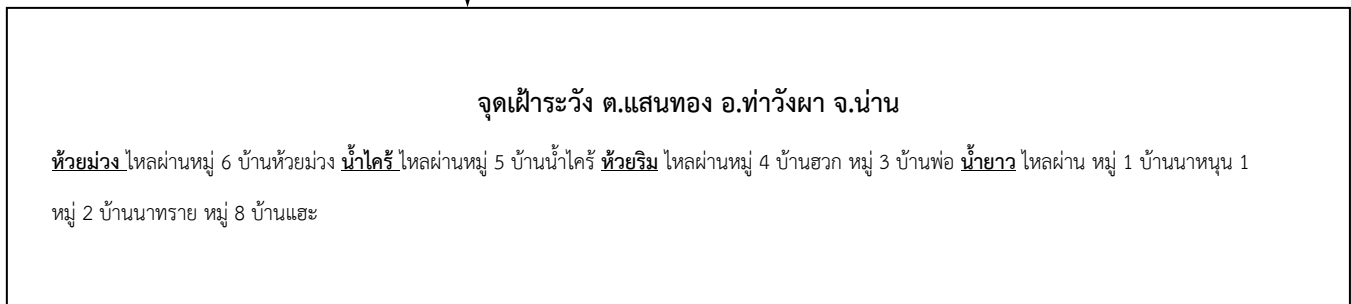 จุดเฝ้าระวัง ต.แสนทอง อ.ท่าวังผา จ.น่าน
ห้วยม่วง ไหลผ่านหมู่ 6 บ้านห้วยม่วง น้ำไคร้ ไหลผ่านหมู่ 5 บ้านน้ำไคร้ ห้วยริม ไหลผ่านหมู่ 4 บ้านฮวก หมู่ 3 บ้านพ่อ น้ำยาว ไหลผ่าน หมู่ 1 บ้านนาหนุน 1
หมู่ 2 บ้านนาทราย หมู่ 8 บ้านแฮะ